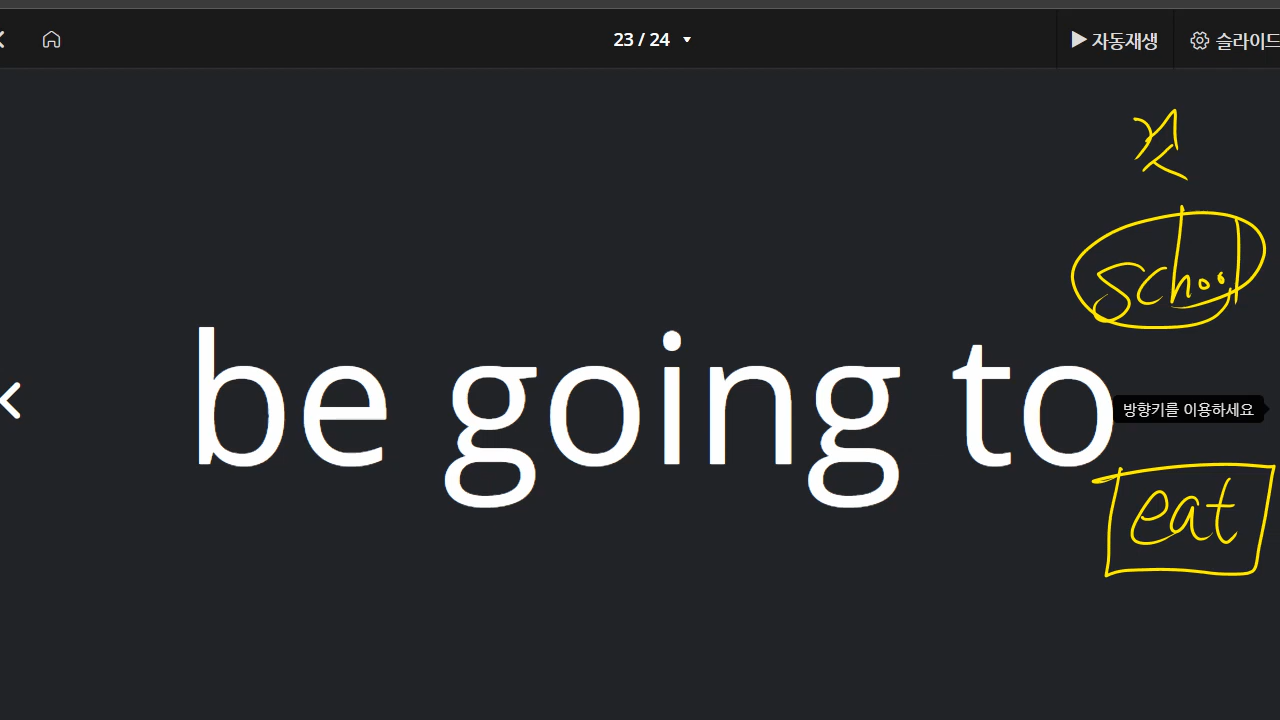 23 / 24
▶ 자동재생
슬라이드
school
be going to
방향키를 이용하세요
eat